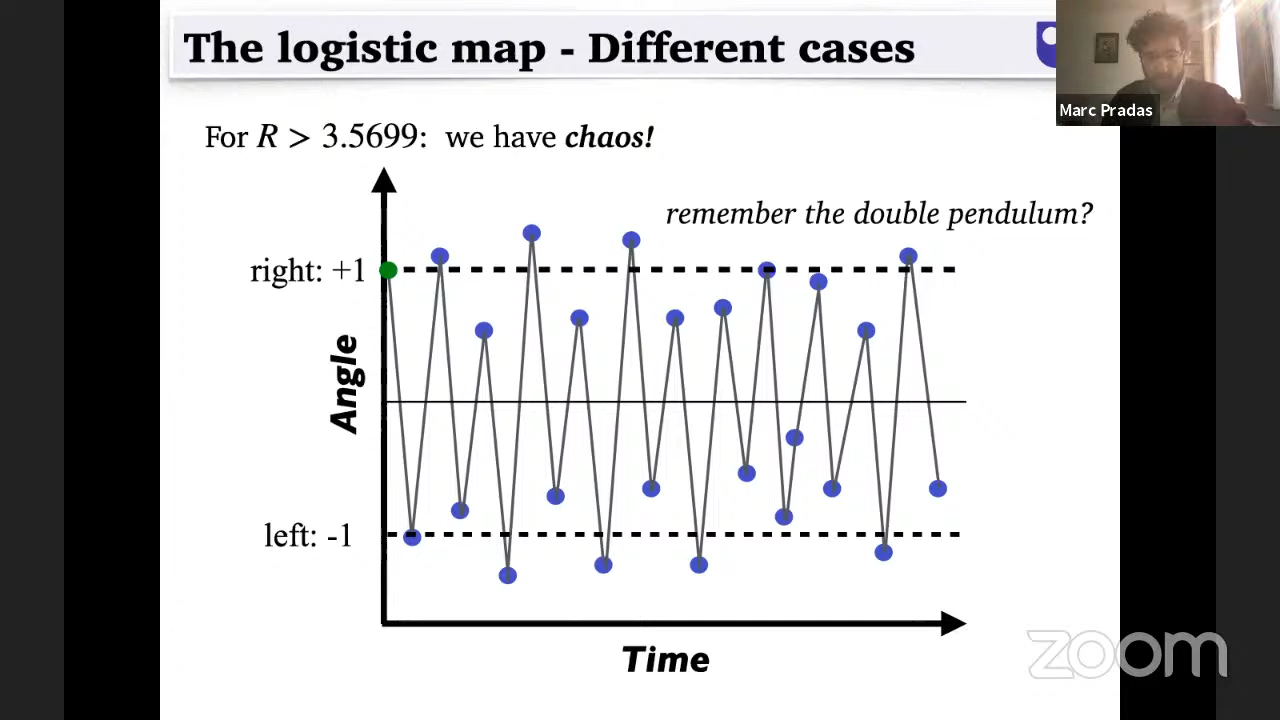 The logistic map - Different cases
Marc Pradas
For R > 3.5699: we have chaos!
remember the double pendulum?
right: +1
Angle
left: -1
Time
zoom